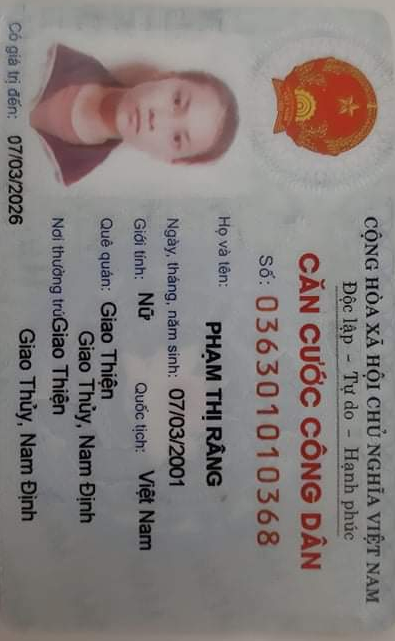 CỘNG HÒA XÃ HỘI CHỦ NGHĨA VIỆT NAM
Độc lập – Tự do – Hạnh phúc
CĂN CƯỚC CÔNG DÂN
Số: 036301010368
Họ và tên:
PHẠM THỊ RÂNG
Ngày, tháng, năm sinh: 07/03/2001
Giới tính: Nữ Quốc tịch: Việt Nam
Quê quán: Giao Thiện
Giao Thủy, Nam Định
Nơi thường trú: Giao Thiện
Giao Thủy, Nam Định
Có giá trị đến: 07/03/2026